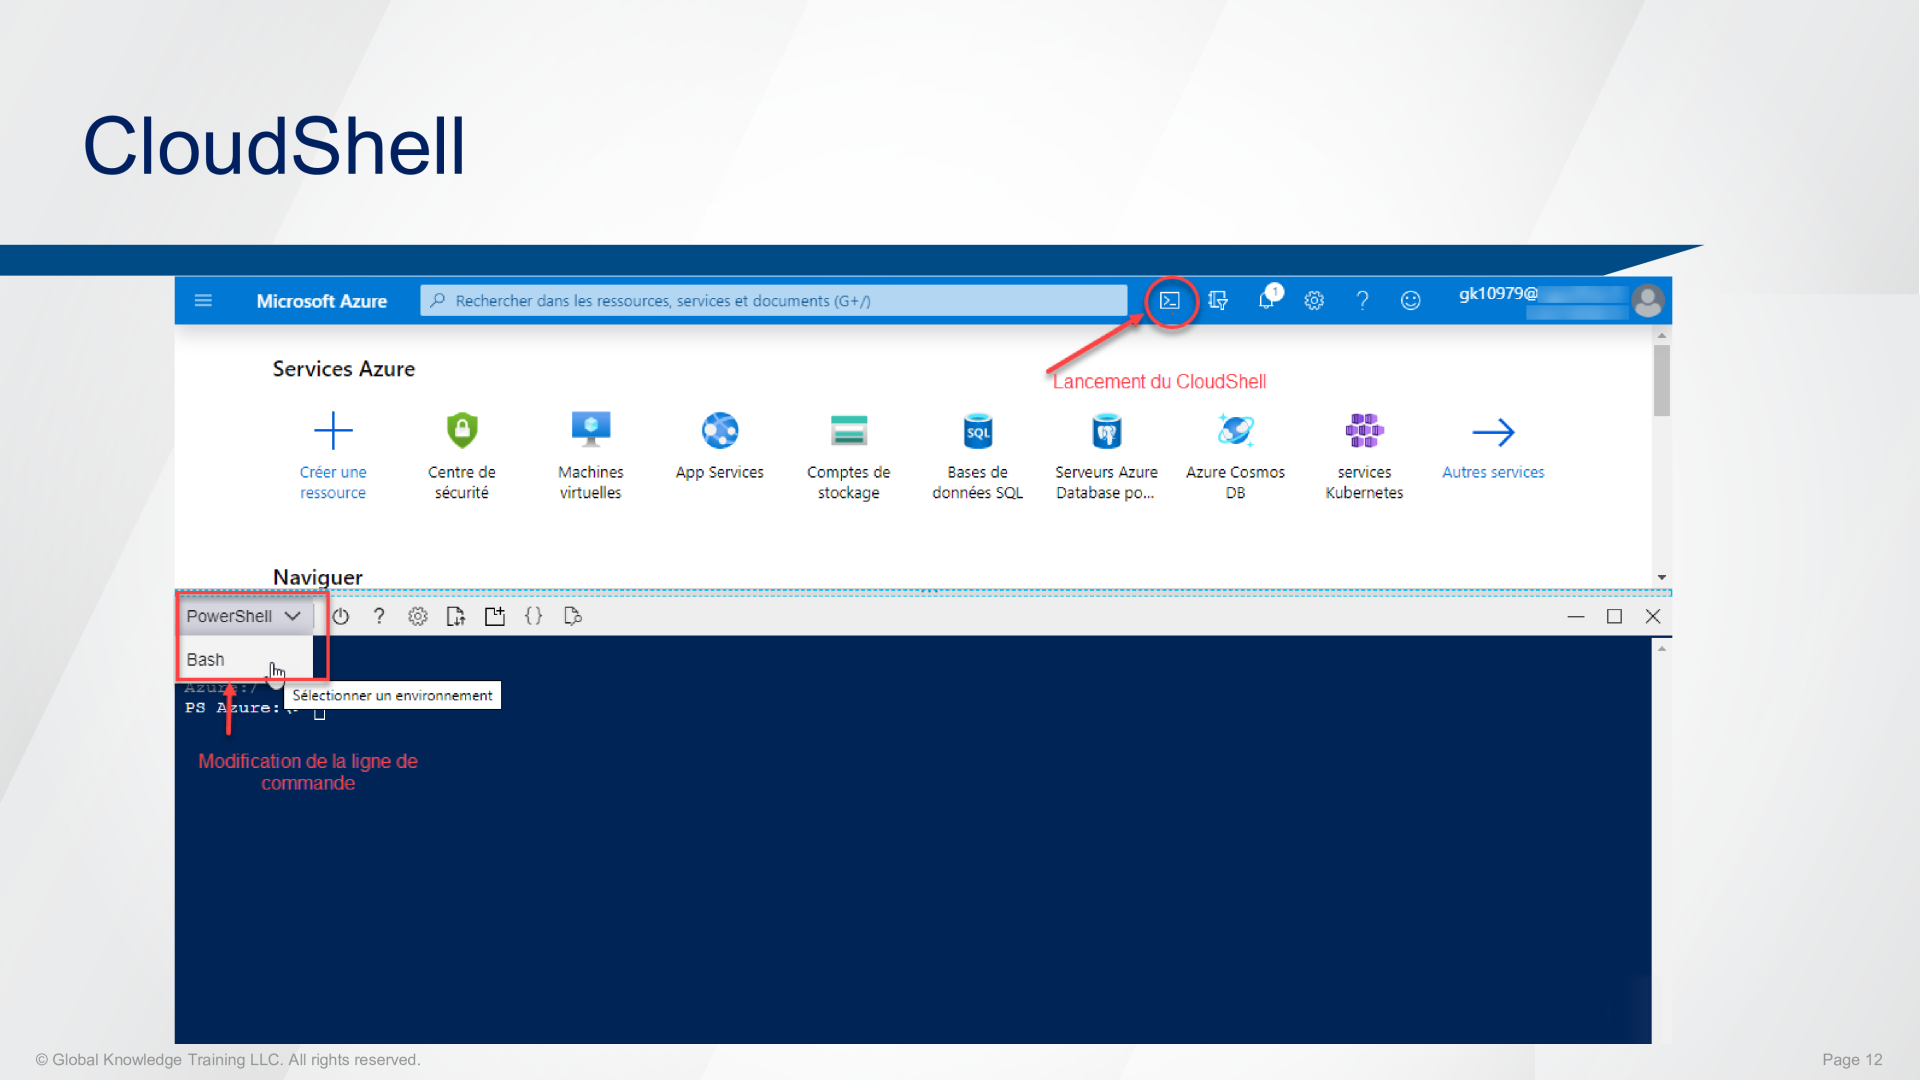 CloudShell
Microsoft Azure
Rechercher dans les ressources, services et documents (G+/)
1
gk10979@
Services Azure
Lancement du CloudShell
Créer une
ressource
Centre de
sécurité
Machines
virtuelles
App Services
Comptes de
stockage
SQL
Bases de
données SQL
Serveurs Azure
Database po...
Azure Cosmos
DB
services
Kubernetes
Autres services
Naviguer
PowerShell
Bash
Sélectionner un environnement
Azure:/
PS Azure:\>
Modification de la ligne de
commande
© Global Knowledge Training LLC. All rights reserved.
Page 12